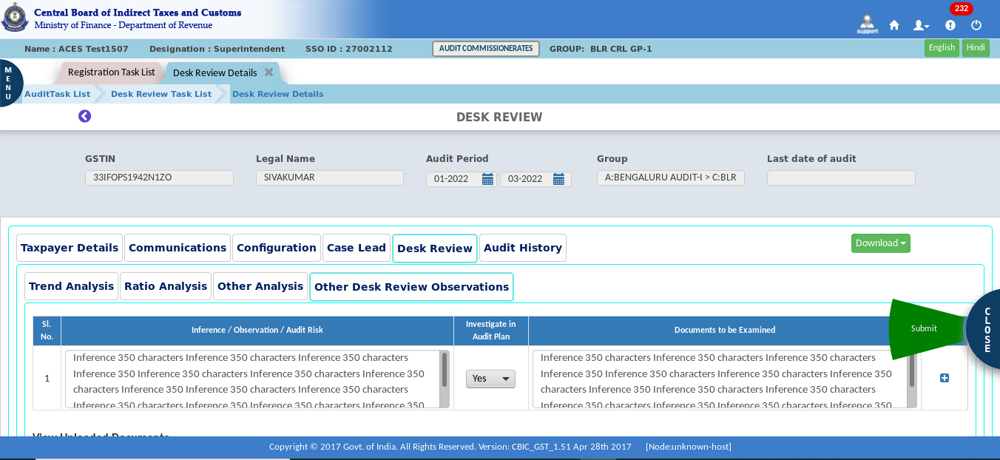 Central Board of Indirect Taxes and Customs
Ministry of Finance - Department of Revenue
232
support
Name : ACES Test1507 Designation : Superintendent SSO ID : 27002112 AUDIT COMMISSIONERATES GROUP: BLR CRL GP-1 English Hindi
MENU
Registration Task List Desk Review Details
AuditTask List Desk Review Task List Desk Review Details
DESK REVIEW
GSTIN Legal Name Audit Period Group Last date of audit
33IFOPS1942N1ZO SIVAKUMAR 01-2022 03-2022 A:BENGALURU AUDIT-I > C:BLR
Taxpayer Details Communications Configuration Case Lead Desk Review Audit History Download
Trend Analysis Ratio Analysis Other Analysis Other Desk Review Observations
Sl. No. Inference / Observation / Audit Risk Investigate in Audit Plan Documents to be Examined
Submit
CLOSE
1
Inference 350 characters Inference 350 characters Inference 350 characters
Inference 350 Inference 350 characters Inference 350 characters Inference 350
characters Inference 350 Inference 350 characters Inference 350 characters
Inference 350 characters Inference 350 Inference 350 characters Inference 350
Yes
Inference 350 characters Inference 350 characters Inference 350 characters
Inference 350 Inference 350 characters Inference 350 characters Inference 350
characters Inference 350 Inference 350 characters Inference 350 characters
Inference 350 characters Inference 350 Inference 350 characters Inference 350
View Uploaded Documents
Copyright © 2017 Govt. of India. All Rights Reserved. Version: CBIC_GST_1.51 Apr 28th 2017 [Node:unknown-host]